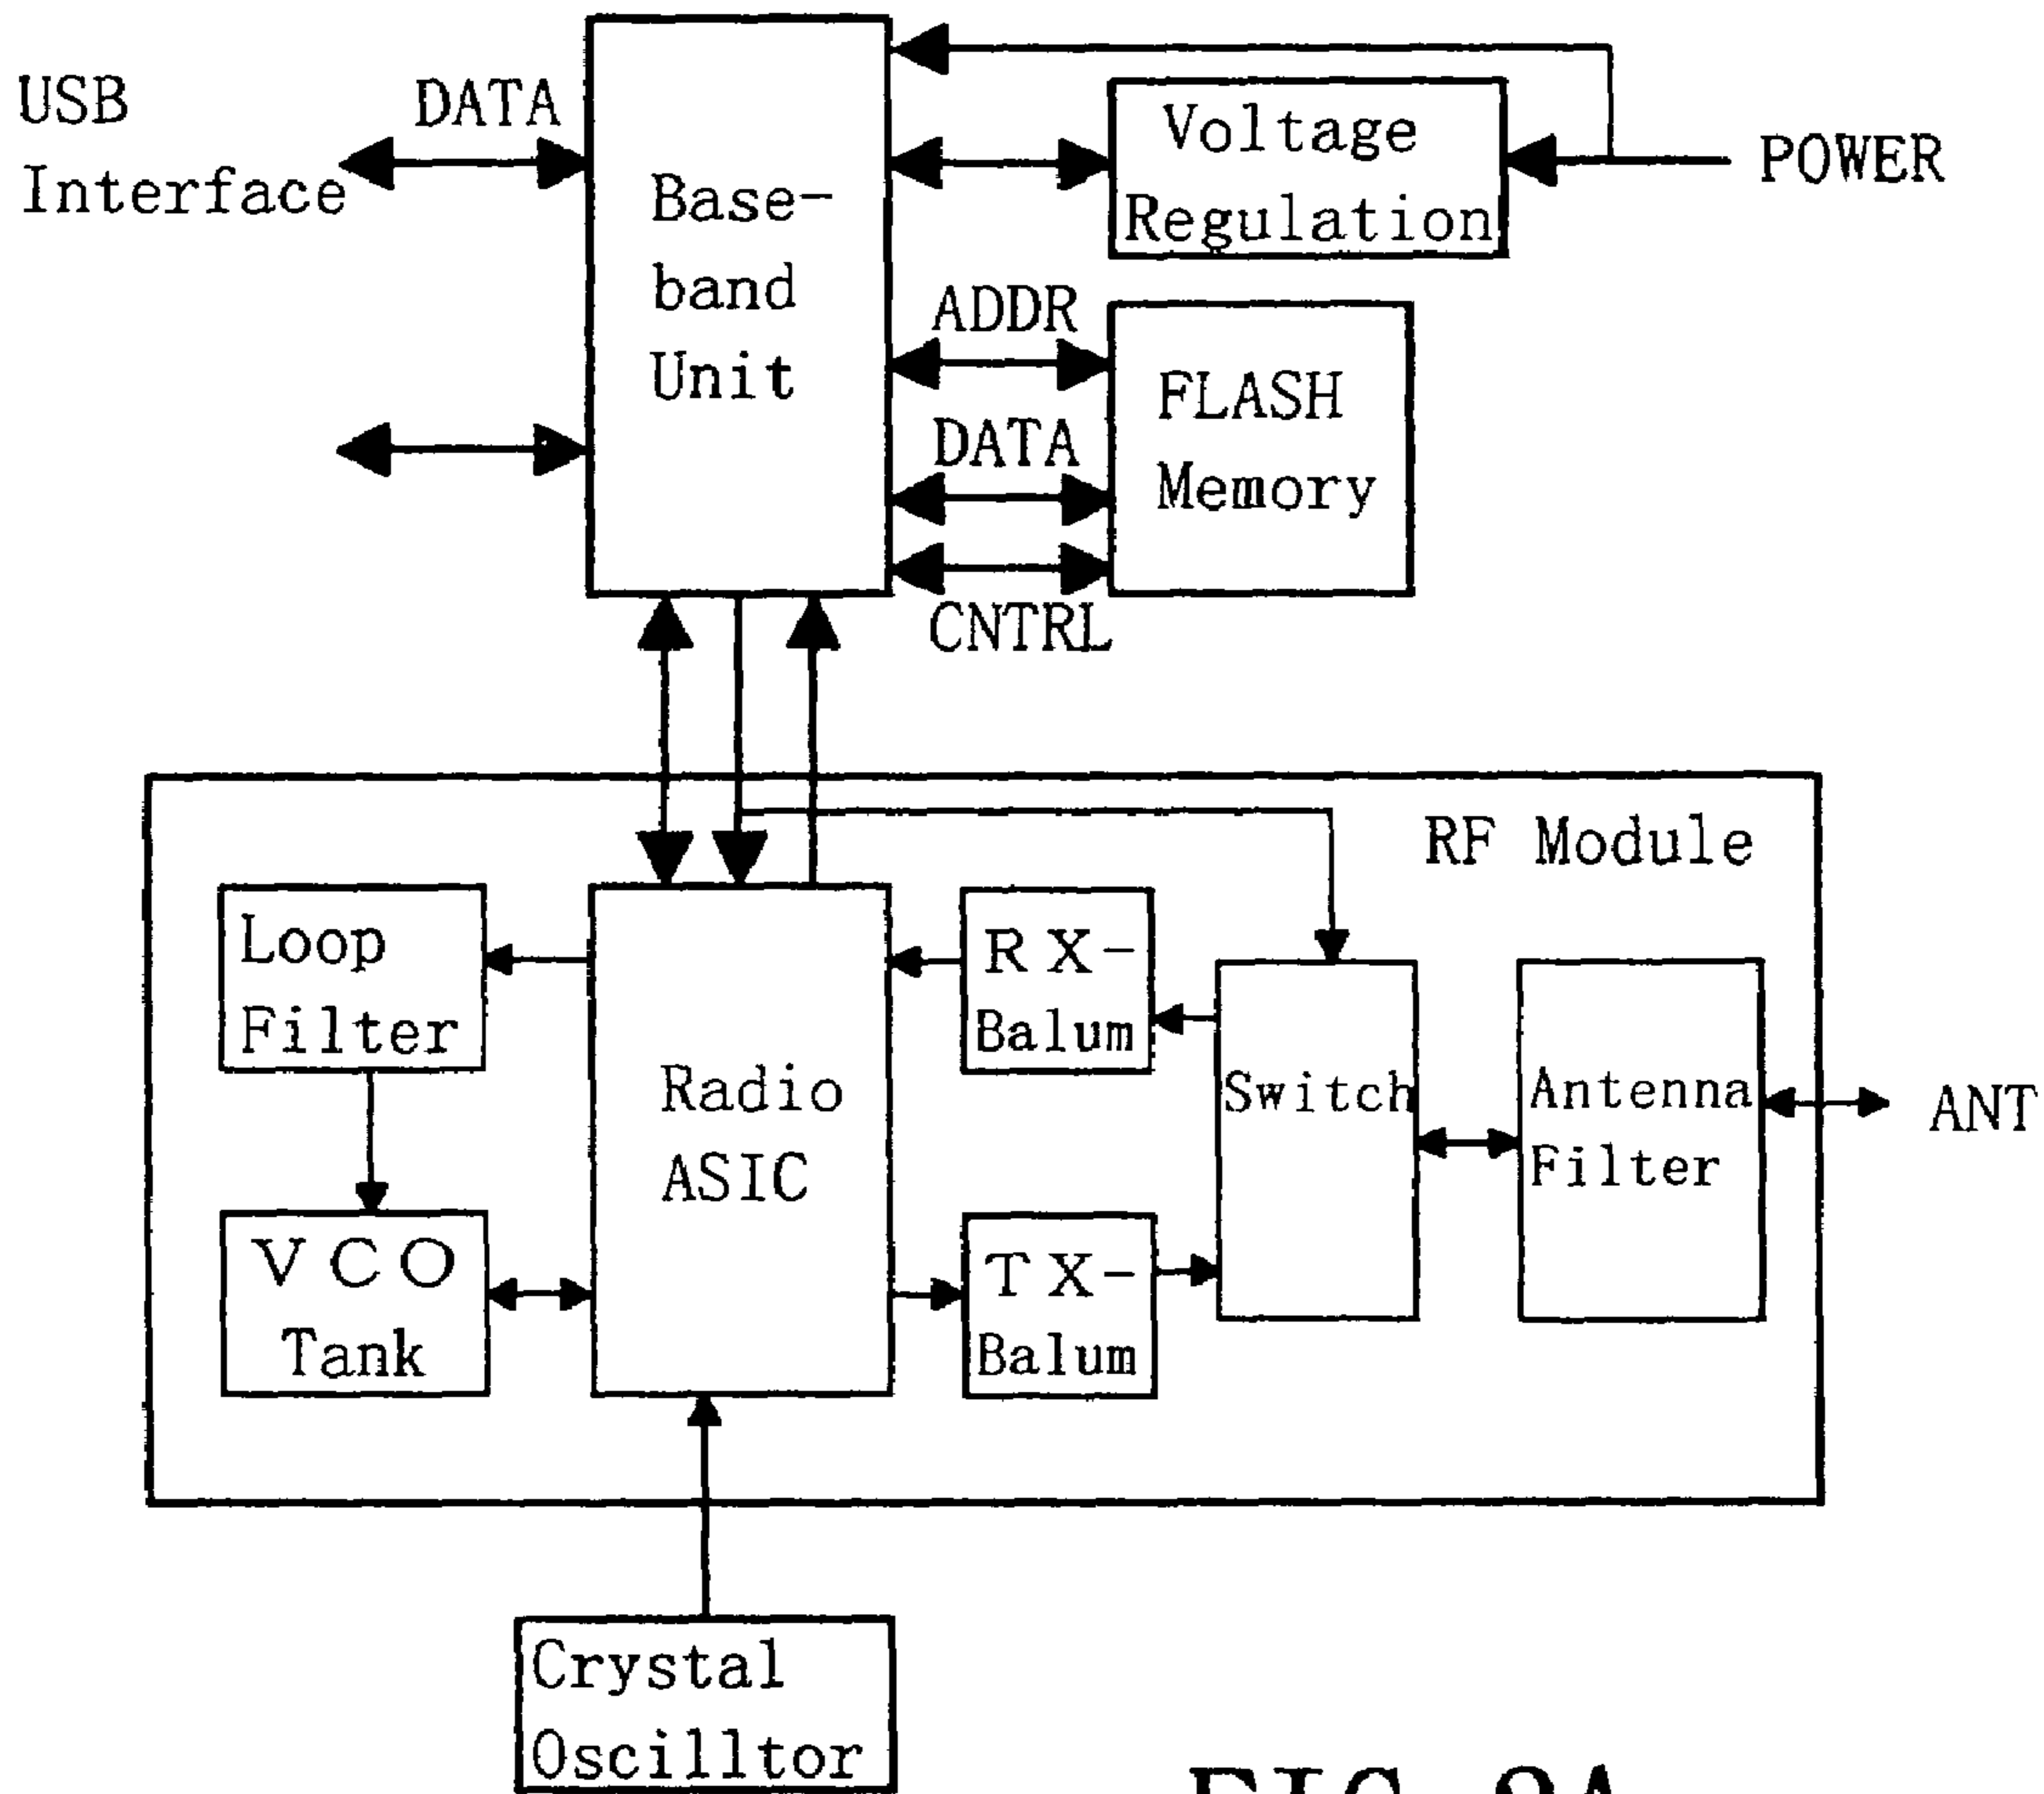 USB
Interface
DATA
Base-
band
Unit
Voltage
Regulation
POWER
ADDR
DATA
CNTRL
FLASH
Memory
RF Module
Loop
Filter
VCO
Tank
Radio
ASIC
RX-
Balum
TX-
Balum
Switch
Antenna
Filter
ANT
Crystal
Oscilltor